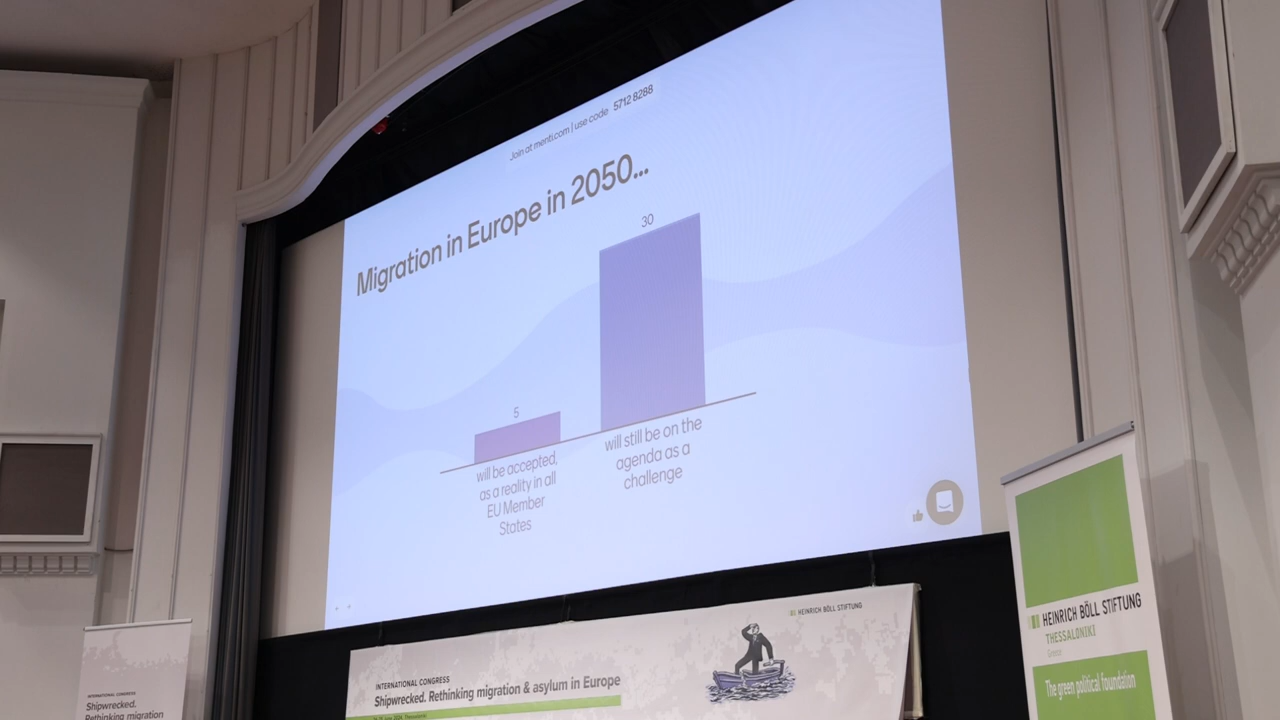 Join at menti.com | use code 5712 8288
Migration in Europe in 2050...
5
30
will be accepted,
as a reality in all
EU Member
States
will still be on the
agenda as a
challenge
HEINRICH BÖLL STIFTUNG
INTERNATIONAL CONGRESS
Shipwrecked. Rethinking migration & asylum in Europe
HEINRICH BÖLL STIFTUNG
THESSALONIKI
Greece
The green political foundation
INTERNATIONAL CONGRESS
Shipwrecked.
Rethinking migration